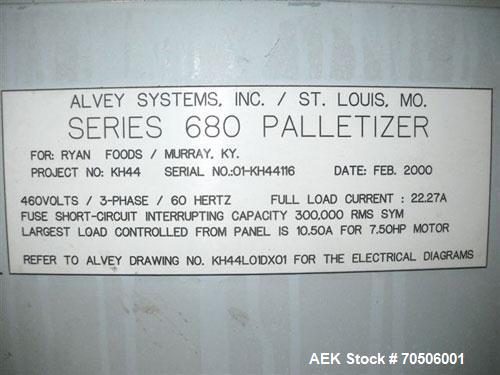 ALVEY SYSTEMS, INC. / ST. LOUIS, MO.
SERIES 680 PALLETIZER
FOR: RYAN FOODS / MURRAY, KY.
PROJECT NO: KH44 SERIAL NO.:01-KH44116 DATE: FEB. 2000
460VOLTS / 3-PHASE / 60 HERTZ FULL LOAD CURRENT : 22.27A
FUSE SHORT-CIRCUIT INTERRUPTING CAPACITY 300,000 RMS SYM
LARGEST LOAD CONTROLLED FROM PANEL IS 10.50A FOR 7.50HP MOTOR
REFER TO ALVEY DRAWING NO. KH44L01DX01 FOR THE ELECTRICAL DIAGRAMS
AEK Stock # 70506001